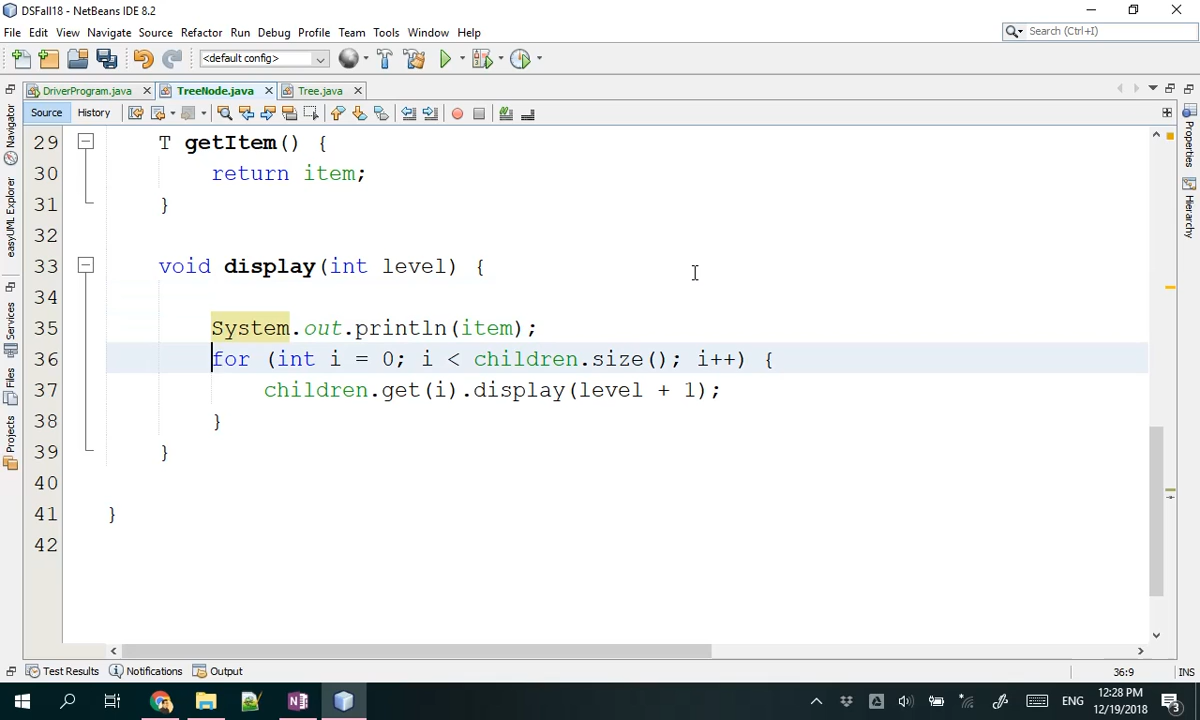 DSFall18 - NetBeans IDE 8.2
File Edit View Navigate Source Refactor Run Debug Profile Team Tools Window Help
Search (Ctrl+I)
<default config>
DriverProgram.java TreeNode.java Tree.java
Source History
Navigator
easyUML Explorer
Services
Files
Projects
29 T getItem() {
30 return item;
31 }
32
33 void display(int level) {
34
35 System.out.println(item);
36 for (int i = 0; i < children.size(); i++) {
37 children.get(i).display(level + 1);
38 }
39 }
40
41 }
42
Properties
Hierarchy
Test Results Notifications Output
36:9 INS
ENG
12:28 PM
12/19/2018
3